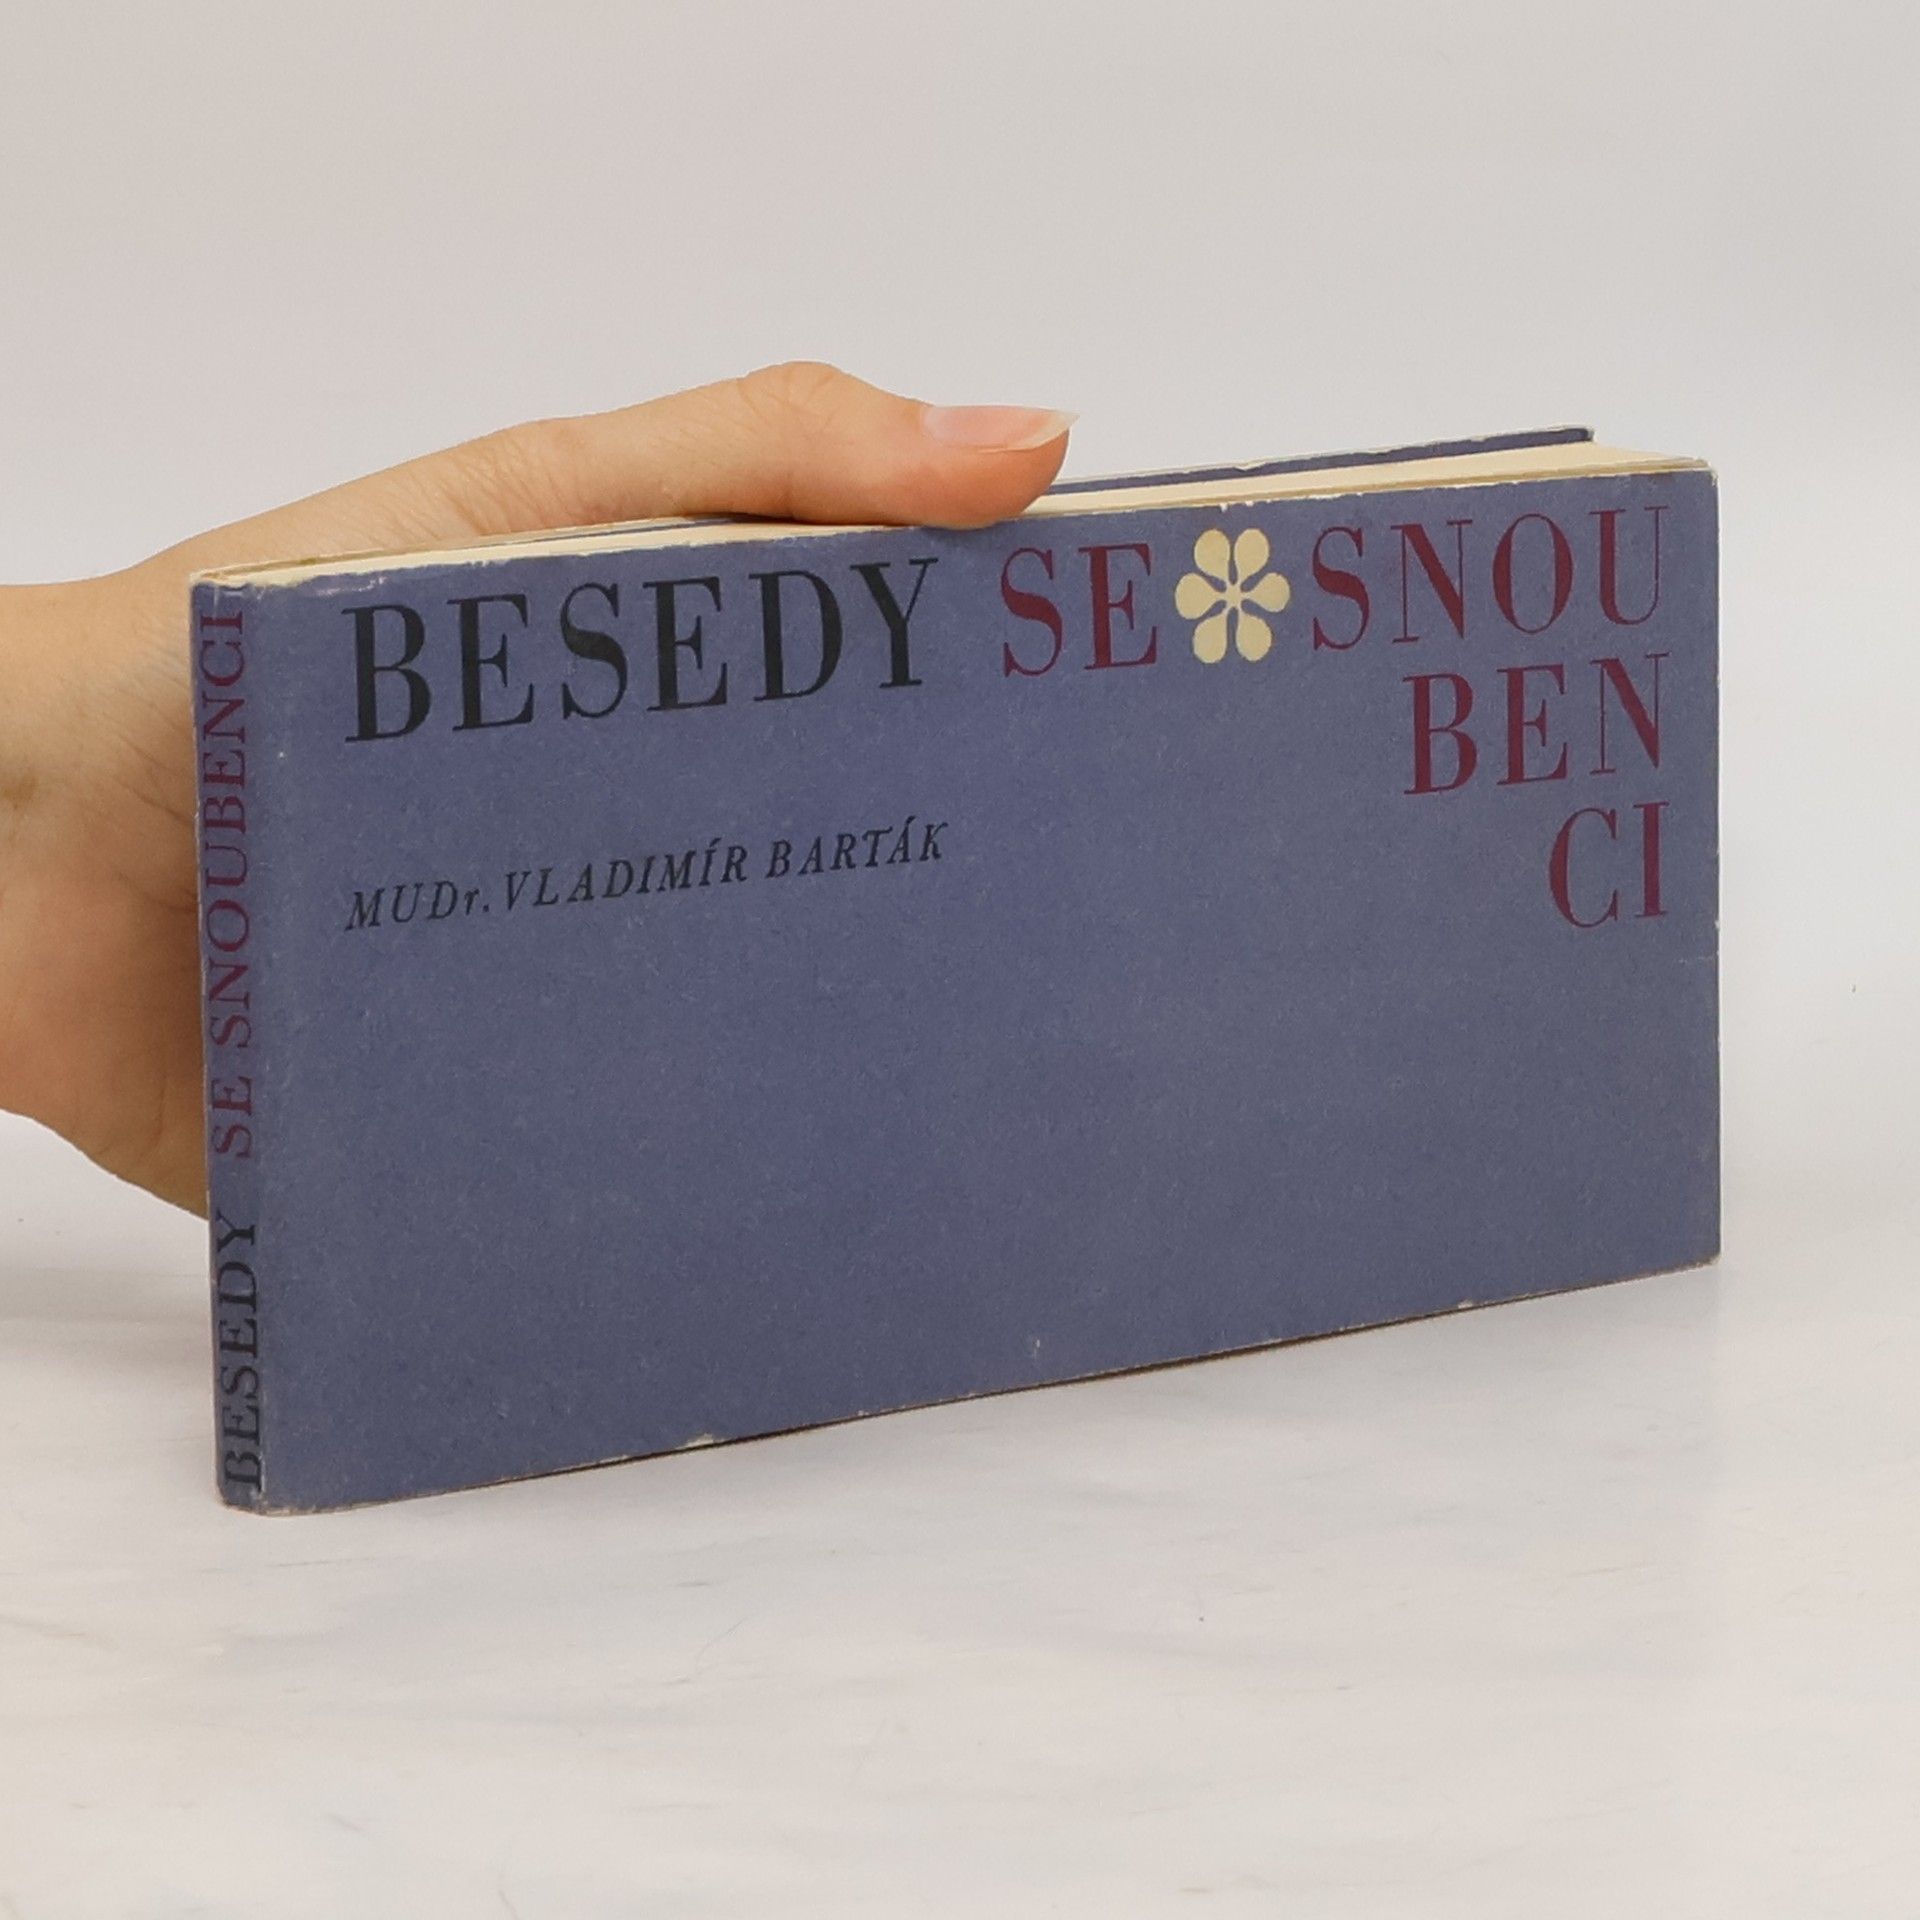 BESEDY SE SNOU
BEN
CI
MUDr. VLADIMÍR BARTÁK
BESEDY SE SNOUBENCI